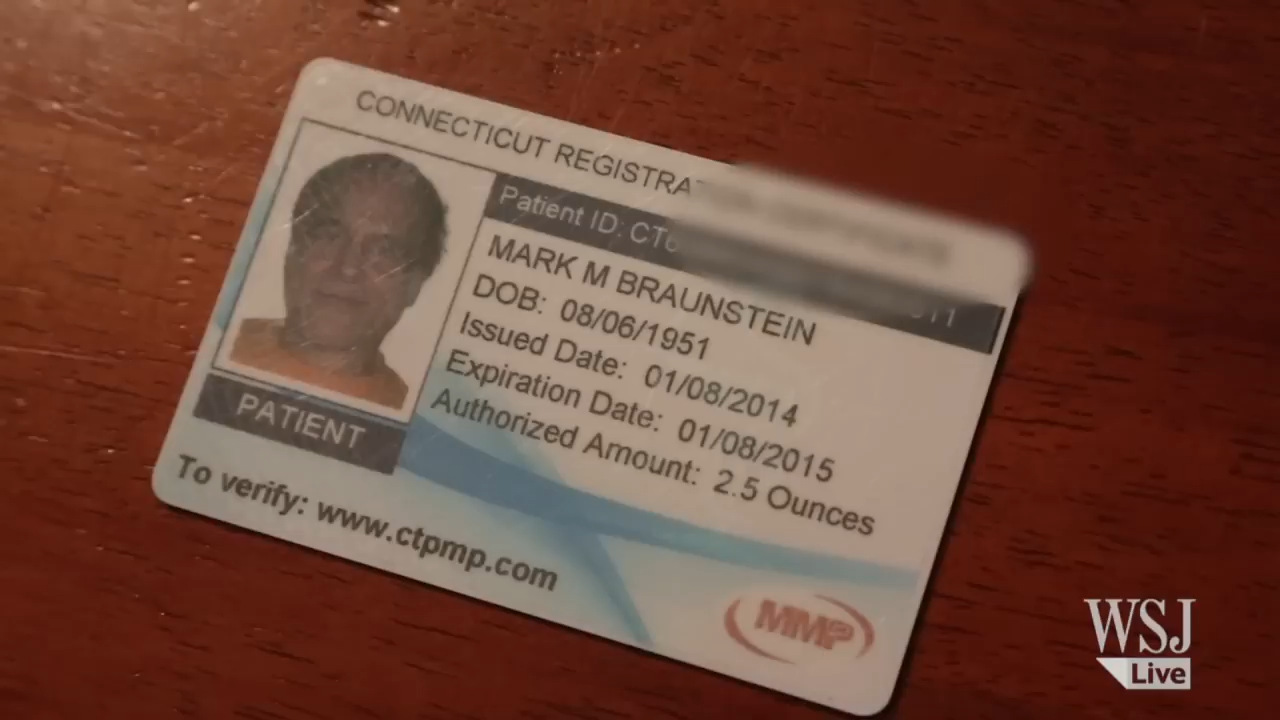 CONNECTICUT REGISTRA
Patient ID: CT
MARK M BRAUNSTEIN
DOB: 08/06/1951
Issued Date: 01/08/2014
Expiration Date: 01/08/2015
Authorized Amount: 2.5 Ounces
PATIENT
To verify: www.ctpmp.com
MMP
WSJ
Live